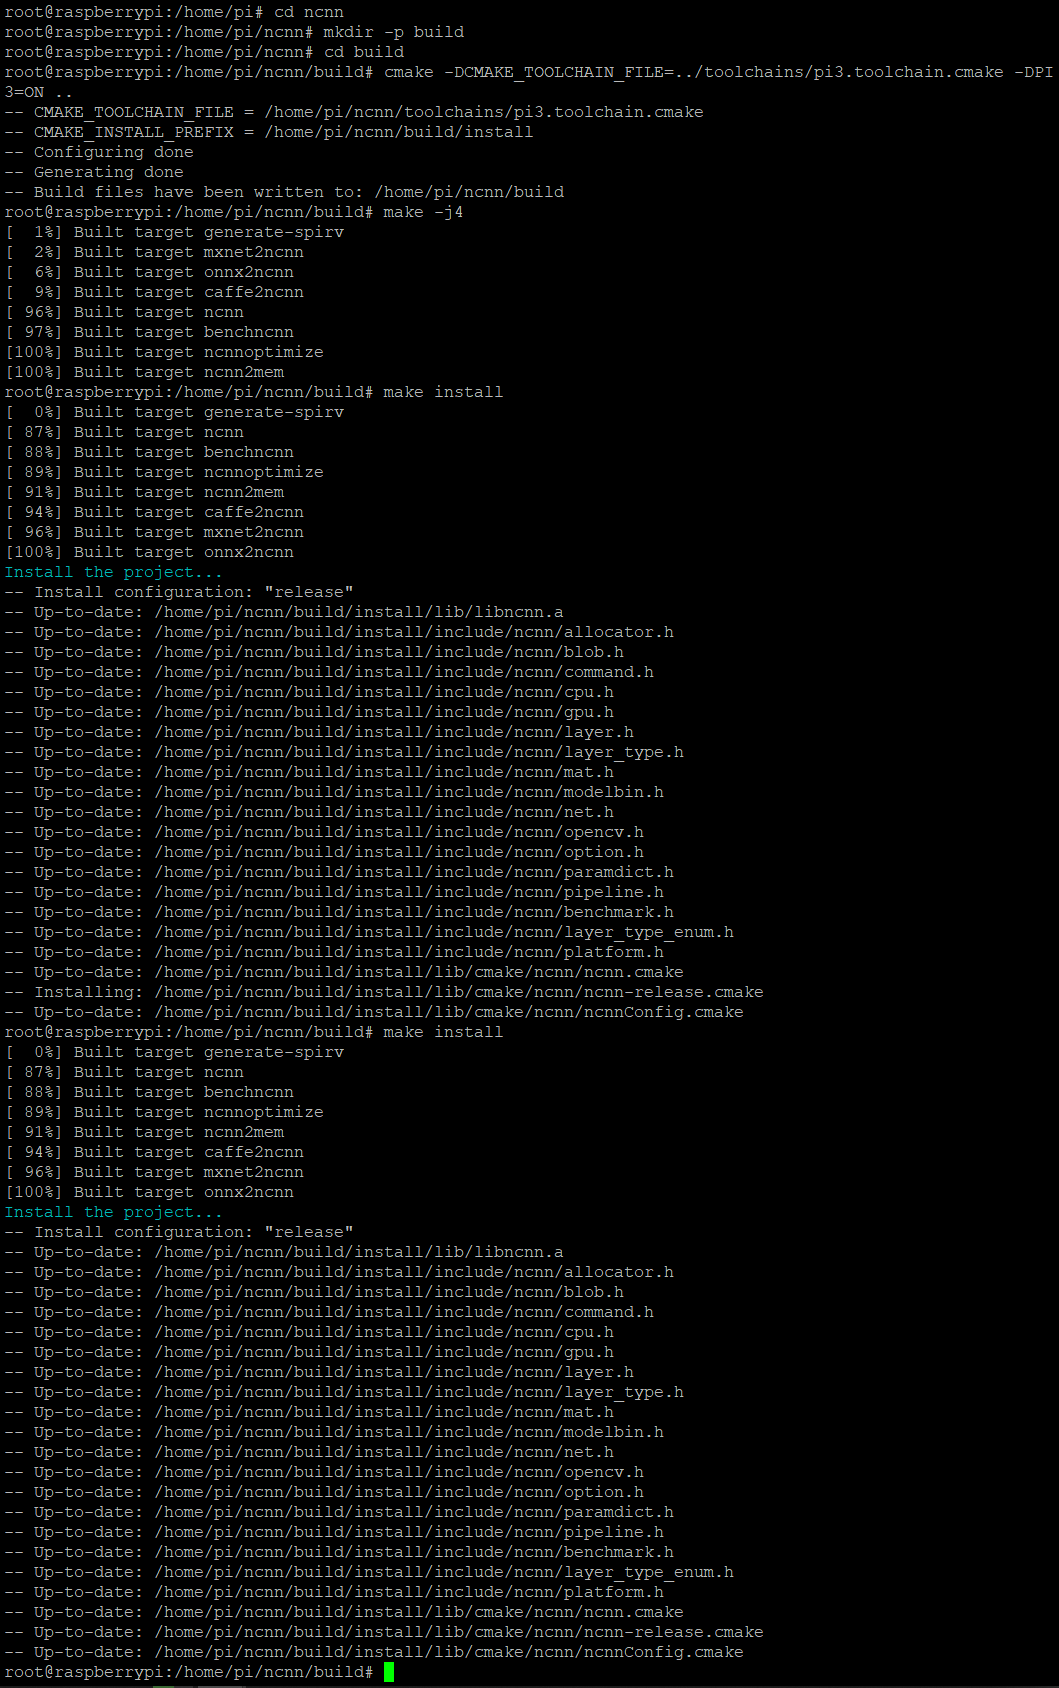 root@raspberrypi:/home/pi# cd ncnn
root@raspberrypi:/home/pi/ncnn# mkdir -p build
root@raspberrypi:/home/pi/ncnn# cd build
root@raspberrypi:/home/pi/ncnn/build# cmake -DCMAKE_TOOLCHAIN_FILE=../toolchains/pi3.toolchain.cmake -DPI
3=ON ..
-- CMAKE_TOOLCHAIN_FILE = /home/pi/ncnn/toolchains/pi3.toolchain.cmake
-- CMAKE_INSTALL_PREFIX = /home/pi/ncnn/build/install
-- Configuring done
-- Generating done
-- Build files have been written to: /home/pi/ncnn/build
root@raspberrypi:/home/pi/ncnn/build# make -j4
[  1%] Built target generate-spirv
[  2%] Built target mxnet2ncnn
[  6%] Built target onnx2ncnn
[  9%] Built target caffe2ncnn
[ 96%] Built target ncnn
[ 97%] Built target benchncnn
[100%] Built target ncnnoptimize
[100%] Built target ncnn2mem
root@raspberrypi:/home/pi/ncnn/build# make install
[  0%] Built target generate-spirv
[ 87%] Built target ncnn
[ 88%] Built target benchncnn
[ 89%] Built target ncnnoptimize
[ 91%] Built target ncnn2mem
[ 94%] Built target caffe2ncnn
[ 96%] Built target mxnet2ncnn
[100%] Built target onnx2ncnn
Install the project...
-- Install configuration: "release"
-- Up-to-date: /home/pi/ncnn/build/install/lib/libncnn.a
-- Up-to-date: /home/pi/ncnn/build/install/include/ncnn/allocator.h
-- Up-to-date: /home/pi/ncnn/build/install/include/ncnn/blob.h
-- Up-to-date: /home/pi/ncnn/build/install/include/ncnn/command.h
-- Up-to-date: /home/pi/ncnn/build/install/include/ncnn/cpu.h
-- Up-to-date: /home/pi/ncnn/build/install/include/ncnn/gpu.h
-- Up-to-date: /home/pi/ncnn/build/install/include/ncnn/layer.h
-- Up-to-date: /home/pi/ncnn/build/install/include/ncnn/layer_type.h
-- Up-to-date: /home/pi/ncnn/build/install/include/ncnn/mat.h
-- Up-to-date: /home/pi/ncnn/build/install/include/ncnn/modelbin.h
-- Up-to-date: /home/pi/ncnn/build/install/include/ncnn/net.h
-- Up-to-date: /home/pi/ncnn/build/install/include/ncnn/opencv.h
-- Up-to-date: /home/pi/ncnn/build/install/include/ncnn/option.h
-- Up-to-date: /home/pi/ncnn/build/install/include/ncnn/paramdict.h
-- Up-to-date: /home/pi/ncnn/build/install/include/ncnn/pipeline.h
-- Up-to-date: /home/pi/ncnn/build/install/include/ncnn/benchmark.h
-- Up-to-date: /home/pi/ncnn/build/install/include/ncnn/layer_type_enum.h
-- Up-to-date: /home/pi/ncnn/build/install/include/ncnn/platform.h
-- Up-to-date: /home/pi/ncnn/build/install/lib/cmake/ncnn/ncnn.cmake
-- Installing: /home/pi/ncnn/build/install/lib/cmake/ncnn/ncnn-release.cmake
-- Up-to-date: /home/pi/ncnn/build/install/lib/cmake/ncnn/ncnnConfig.cmake
root@raspberrypi:/home/pi/ncnn/build# make install
[  0%] Built target generate-spirv
[ 87%] Built target ncnn
[ 88%] Built target benchncnn
[ 89%] Built target ncnnoptimize
[ 91%] Built target ncnn2mem
[ 94%] Built target caffe2ncnn
[ 96%] Built target mxnet2ncnn
[100%] Built target onnx2ncnn
Install the project...
-- Install configuration: "release"
-- Up-to-date: /home/pi/ncnn/build/install/lib/libncnn.a
-- Up-to-date: /home/pi/ncnn/build/install/include/ncnn/allocator.h
-- Up-to-date: /home/pi/ncnn/build/install/include/ncnn/blob.h
-- Up-to-date: /home/pi/ncnn/build/install/include/ncnn/command.h
-- Up-to-date: /home/pi/ncnn/build/install/include/ncnn/cpu.h
-- Up-to-date: /home/pi/ncnn/build/install/include/ncnn/gpu.h
-- Up-to-date: /home/pi/ncnn/build/install/include/ncnn/layer.h
-- Up-to-date: /home/pi/ncnn/build/install/include/ncnn/layer_type.h
-- Up-to-date: /home/pi/ncnn/build/install/include/ncnn/mat.h
-- Up-to-date: /home/pi/ncnn/build/install/include/ncnn/modelbin.h
-- Up-to-date: /home/pi/ncnn/build/install/include/ncnn/net.h
-- Up-to-date: /home/pi/ncnn/build/install/include/ncnn/opencv.h
-- Up-to-date: /home/pi/ncnn/build/install/include/ncnn/option.h
-- Up-to-date: /home/pi/ncnn/build/install/include/ncnn/paramdict.h
-- Up-to-date: /home/pi/ncnn/build/install/include/ncnn/pipeline.h
-- Up-to-date: /home/pi/ncnn/build/install/include/ncnn/benchmark.h
-- Up-to-date: /home/pi/ncnn/build/install/include/ncnn/layer_type_enum.h
-- Up-to-date: /home/pi/ncnn/build/install/include/ncnn/platform.h
-- Up-to-date: /home/pi/ncnn/build/install/lib/cmake/ncnn/ncnn.cmake
-- Up-to-date: /home/pi/ncnn/build/install/lib/cmake/ncnn/ncnn-release.cmake
-- Up-to-date: /home/pi/ncnn/build/install/lib/cmake/ncnn/ncnnConfig.cmake
root@raspberrypi:/home/pi/ncnn/build#